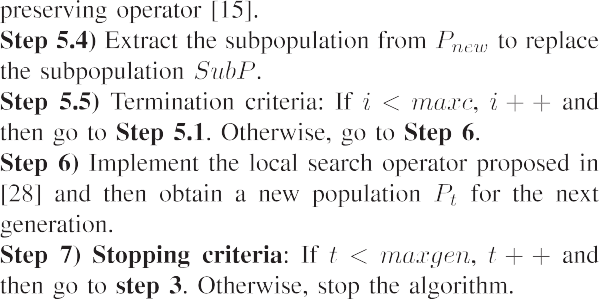 preserving operator [15].
Step 5.4) Extract the subpopulation from P_new to replace
the subpopulation SubP.
Step 5.5) Termination criteria: If i < maxc, i + + and
then go to Step 5.1. Otherwise, go to Step 6.
Step 6) Implement the local search operator proposed in
[28] and then obtain a new population P_t for the next
generation.
Step 7) Stopping criteria: If t < maxgen, t + + and
then go to step 3. Otherwise, stop the algorithm.